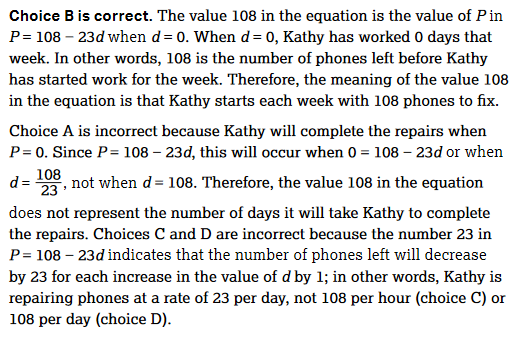 Choice B is correct. The value 108 in the equation is the value of P in
P = 108 – 23d when d = 0. When d = 0, Kathy has worked 0 days that
week. In other words, 108 is the number of phones left before Kathy
has started work for the week. Therefore, the meaning of the value 108
in the equation is that Kathy starts each week with 108 phones to fix.
Choice A is incorrect because Kathy will complete the repairs when
P = 0. Since P = 108 – 23d, this will occur when 0 = 108 – 23d or when
d = 108/23, not when d = 108. Therefore, the value 108 in the equation
does not represent the number of days it will take Kathy to complete
the repairs. Choices C and D are incorrect because the number 23 in
P = 108 – 23d indicates that the number of phones left will decrease
by 23 for each increase in the value of d by 1; in other words, Kathy is
repairing phones at a rate of 23 per day, not 108 per hour (choice C) or
108 per day (choice D).